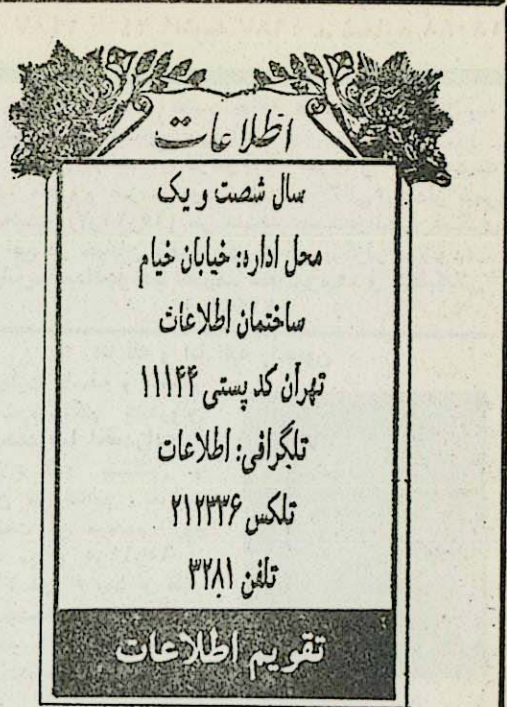 اطلاعات
سال شصت و یک
محل اداره: خیابان خیام
ساختمان اطلاعات
تهران کد پستی ۱۱۱۴۴
تلگرافی: اطلاعات
تلکس ۲۱۲۳۳۶
تلفن ۳۲۸۱
تقویم اطلاعات